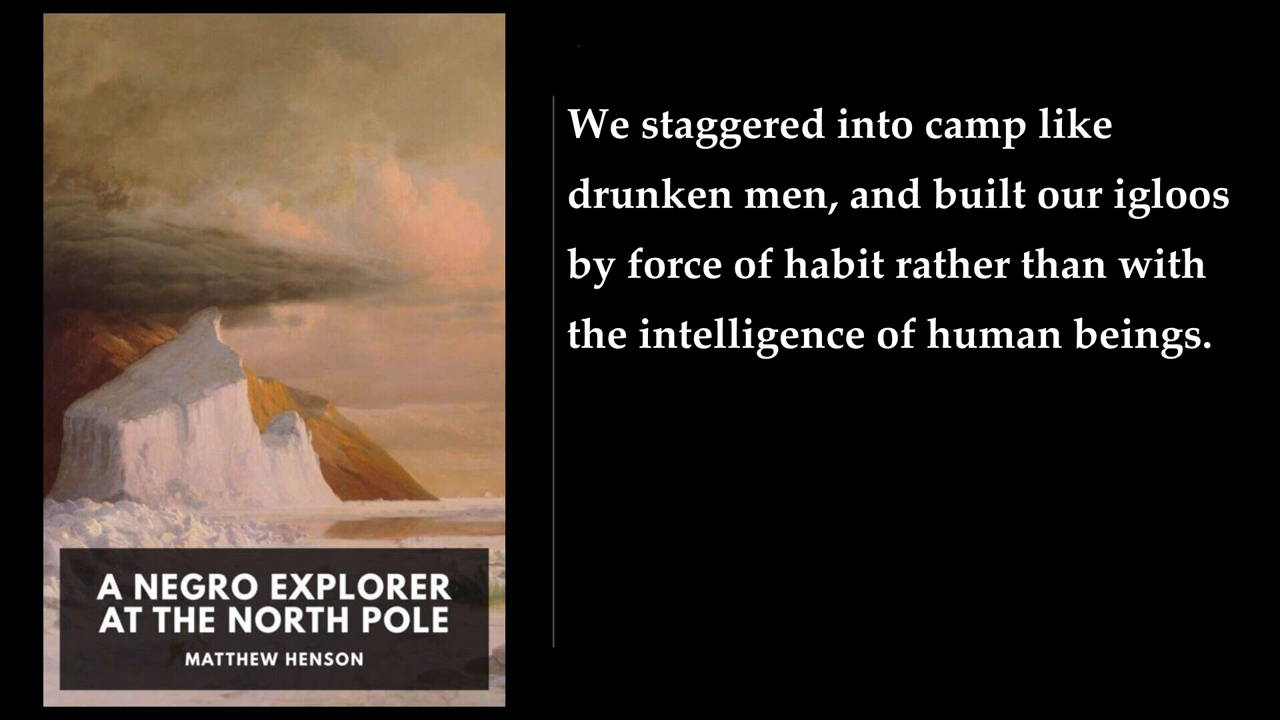 We staggered into camp like
drunken men, and built our igloos
by force of habit rather than with
the intelligence of human beings.
A NEGRO EXPLORER
AT THE NORTH POLE
MATTHEW HENSON